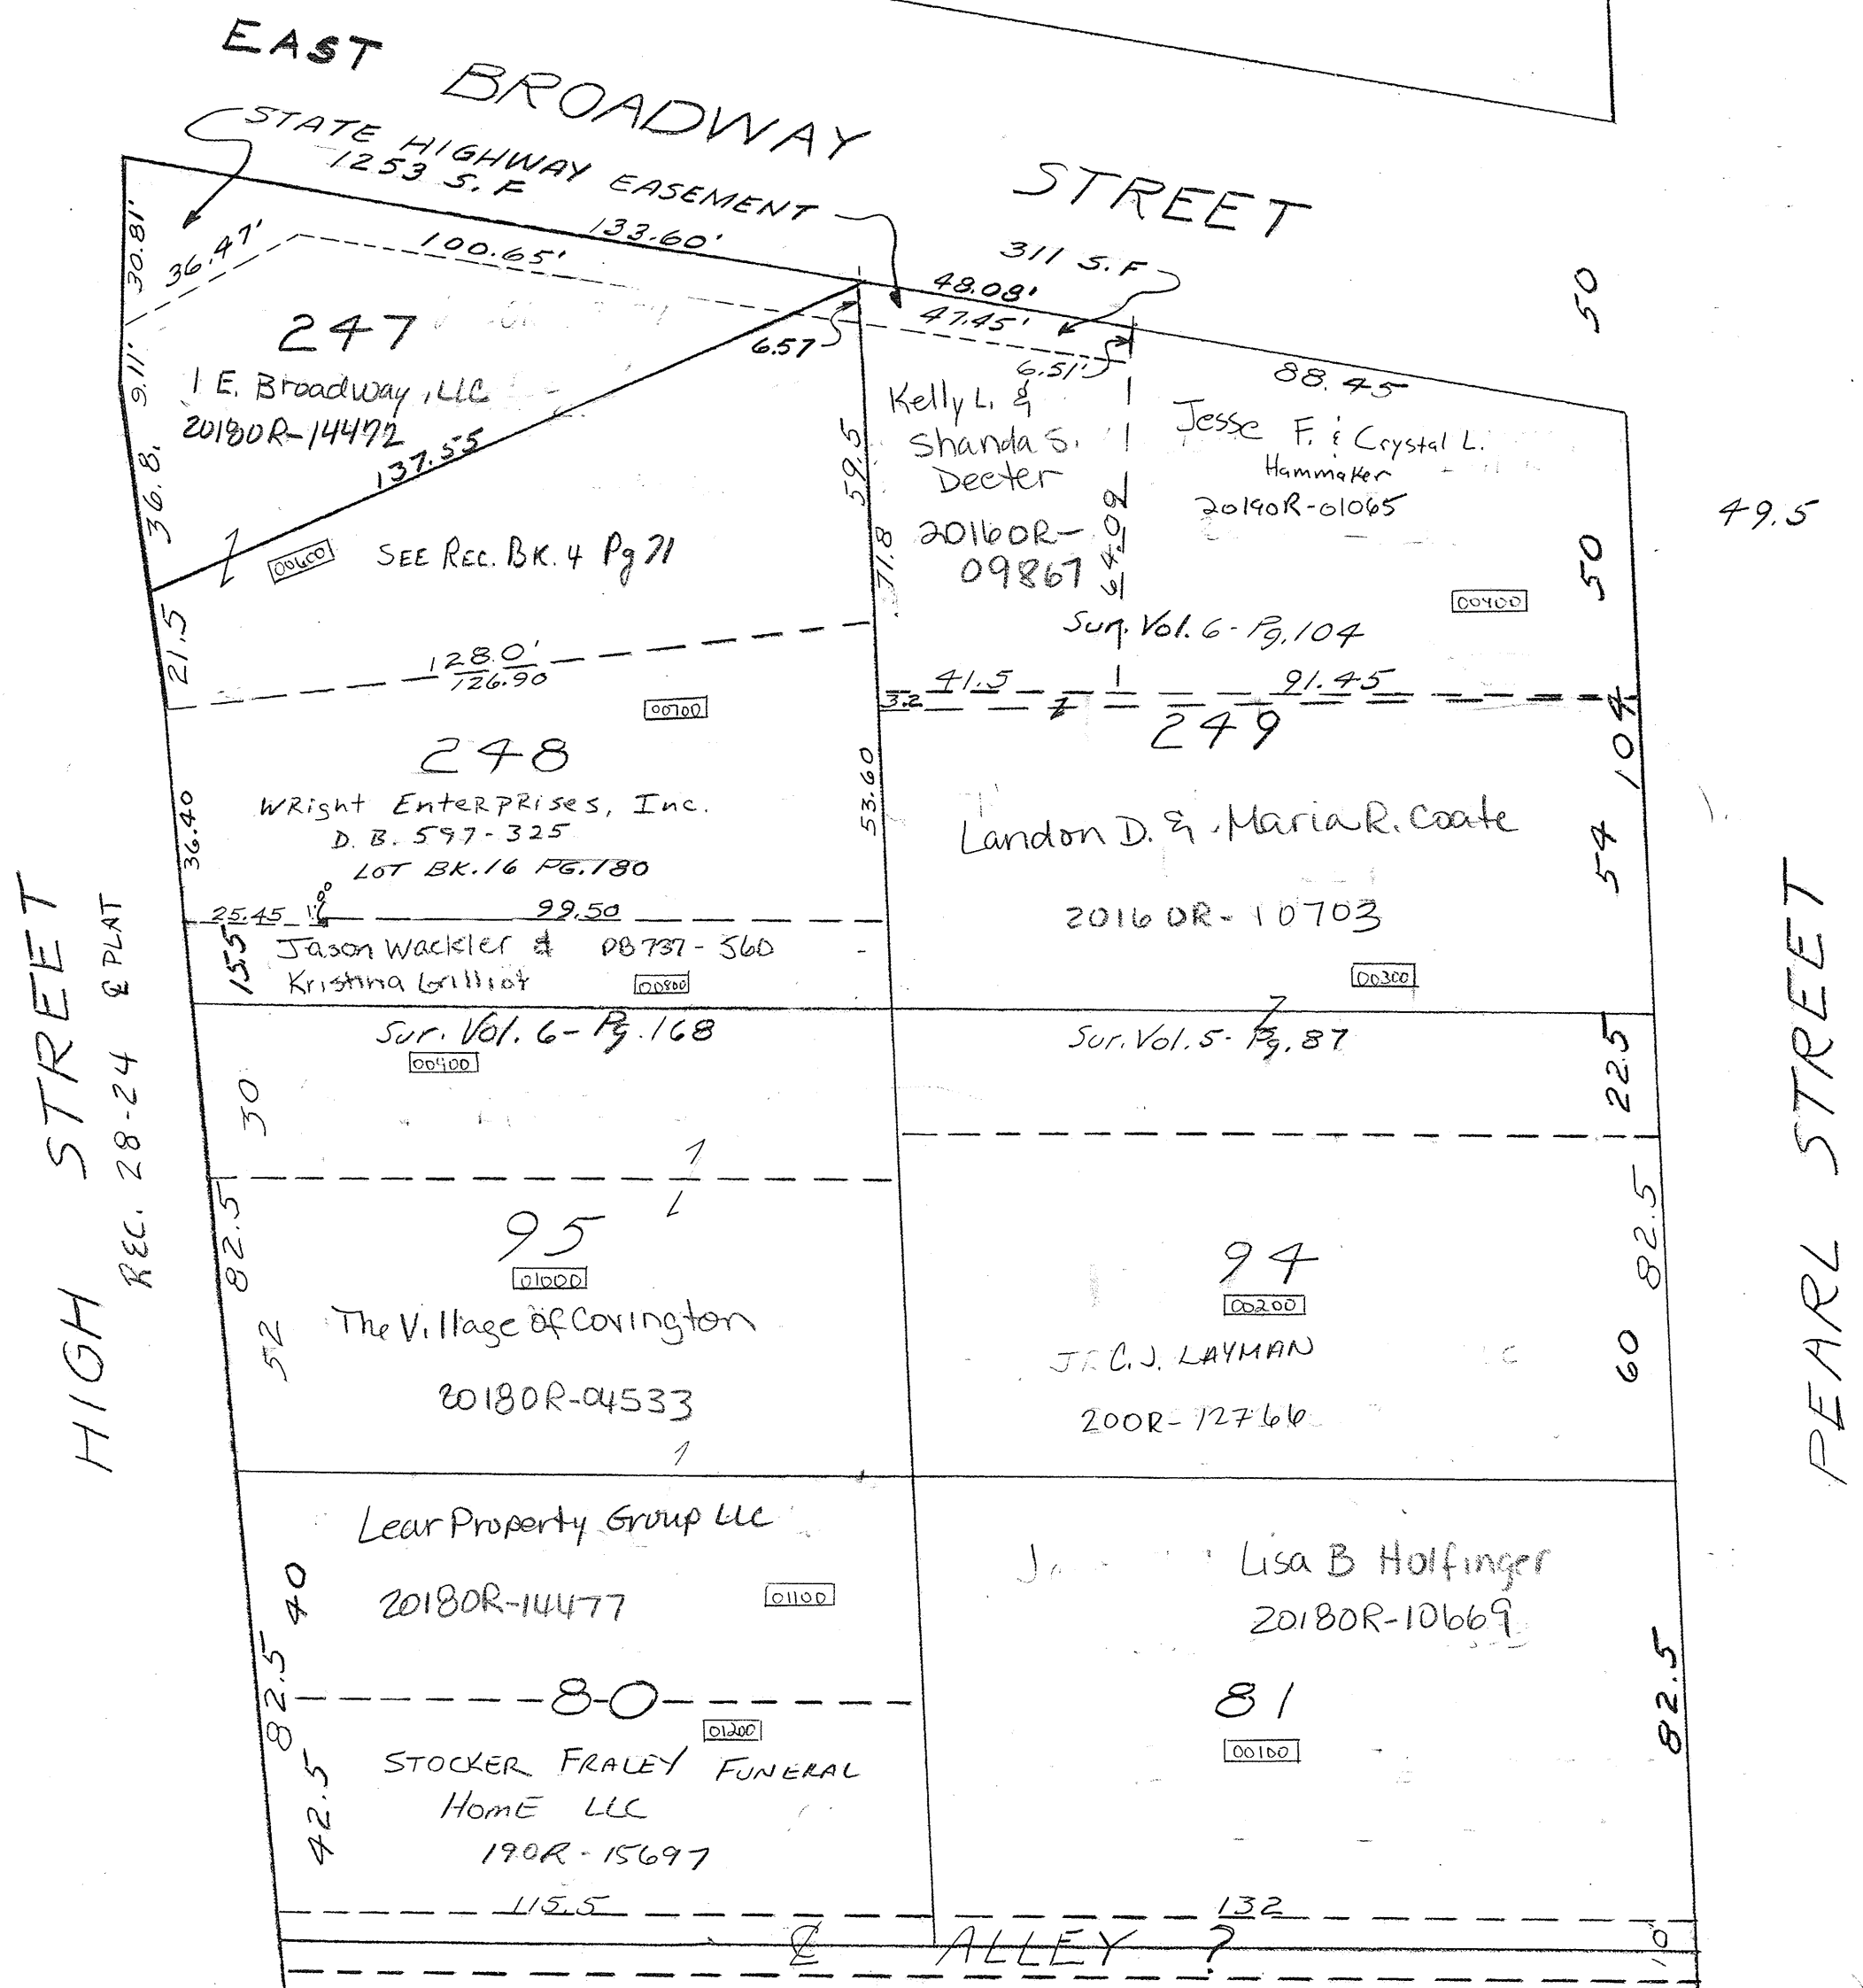 EAST BROADWAY STREET
STATE HIGHWAY EASEMENT
1253 S.F
30.81'
36.47'
100.65'
133.60'
311 S.F
48.08'
47.45'
6.57
6.51'
88.45
50
9.11'
247
1 E. Broadway, LLC
20180R-14472
137.55
36.8
59.5
71.8
Kelly L. &
Shanda S.
Deeter
20160R-
09867
64.09
Jesse F. & Crystal L.
Hammaker
20190R-01065
49.5
50
00600
SEE REC. BK. 4 Pg 71
00400
Sur. Vol. 6 - Pg. 104
21.5
128.0'
126.90
41.5
91.45
3.2
104
00700
248
249
WRight EnteRpRises, Inc.
D. B. 597-325
LOT BK. 16 PG. 180
36.40
53.60
Landon D. & Maria R. Coate
20160R-10703
54
00300
25.45
99.50
15.5
Jason Wackler & DB 737-560
Kristina Grilliot
00800
Sur. Vol. 6 - Pg. 168
00900
Sur. Vol. 5 - Pg. 87
22.5
30
HIGH STREET
REC. 28-24 & PLAT
PEARL STREET
82.5
95
01000
The Village of Covington
20180R-04533
52
82.5
94
00200
C. J. LAYMAN
200R-12766
60
Lear Property Group LLC
20180R-14477
01100
40
82.5
80
01200
STOCKER FRALEY FUNERAL
HomE LLC
190R-15697
42.5
Lisa B Holfinger
20180R-10669
81
00100
82.5
115.5
132
℄ ALLEY ?
10'